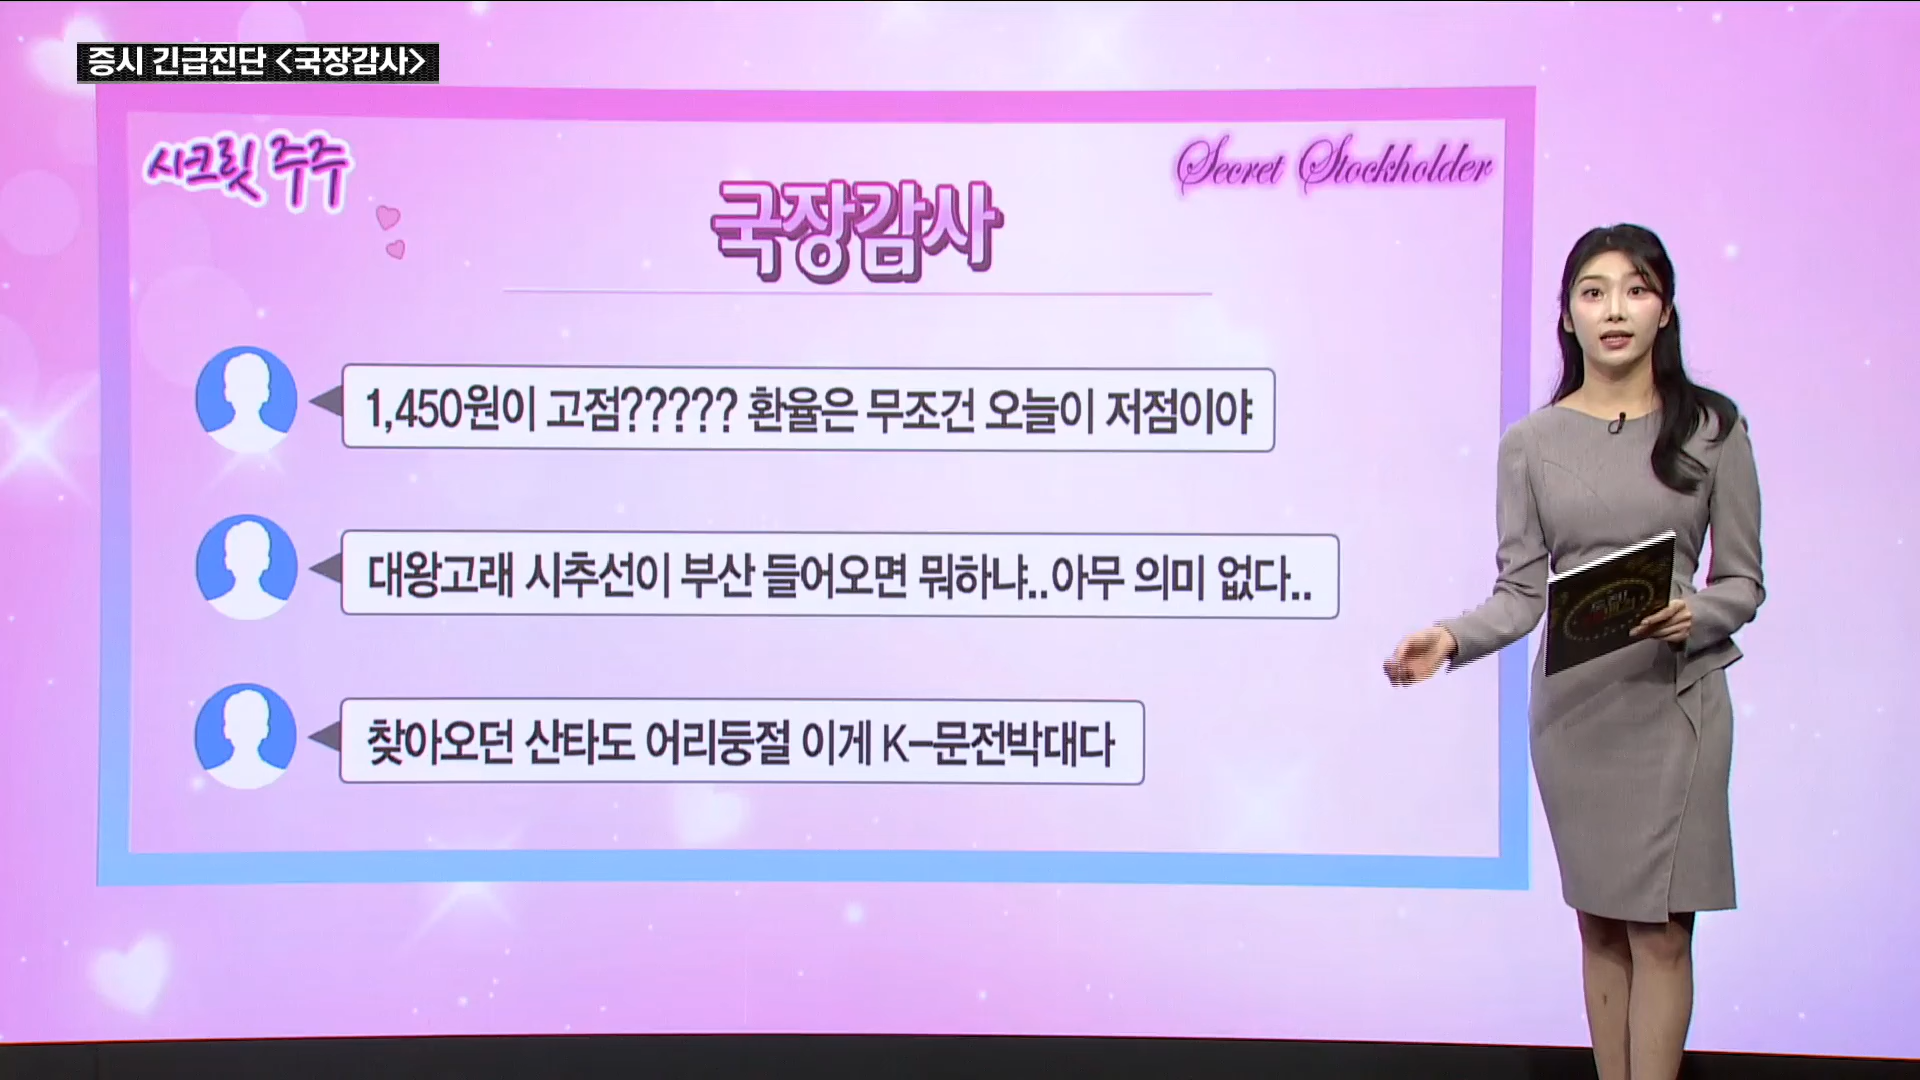 증시 긴급진단 <국장감사>
시크릿 주주
Secret Stockholder
국장감사
1,450원이 고점????? 환율은 무조건 오늘이 저점이야
대왕고래 시추선이 부산 들어오면 뭐하냐..아무 의미 없다..
찾아오던 산타도 어리둥절 이게 K-문전박대다